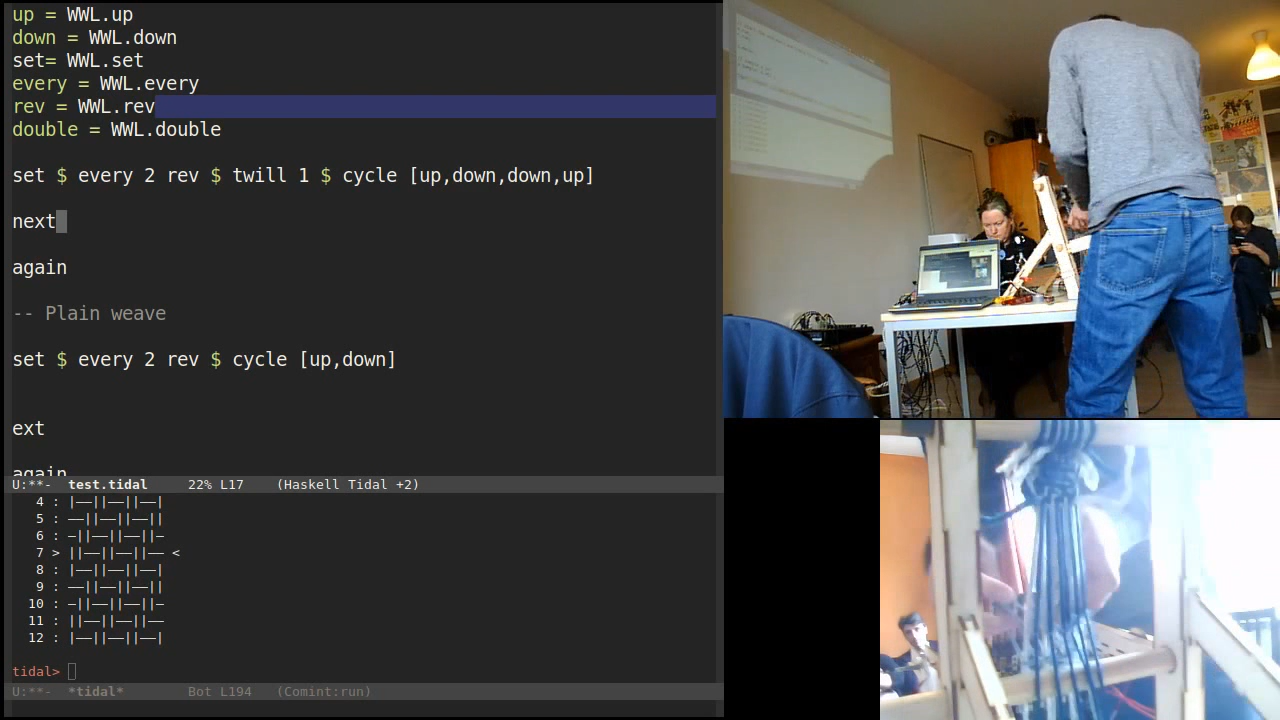 up = WWL.up
down = WWL.down
set= WWL.set
every = WWL.every
rev = WWL.rev
double = WWL.double
set $ every 2 rev $ twill 1 $ cycle [up,down,down,up]
next
again
-- Plain weave
set $ every 2 rev $ cycle [up,down]
ext
again
U:**-  test.tidal     22% L17    (Haskell Tidal +2)
4 : |——||——||——|
5 : ——||——||——||
6 : —||——||——||—
7 > ||——||——||—— <
8 : |——||——||——|
9 : ——||——||——||
10 : —||——||——||—
11 : ||——||——||——
12 : |——||——||——|
tidal>
U:**-  *tidal*        Bot L194   (Comint:run)